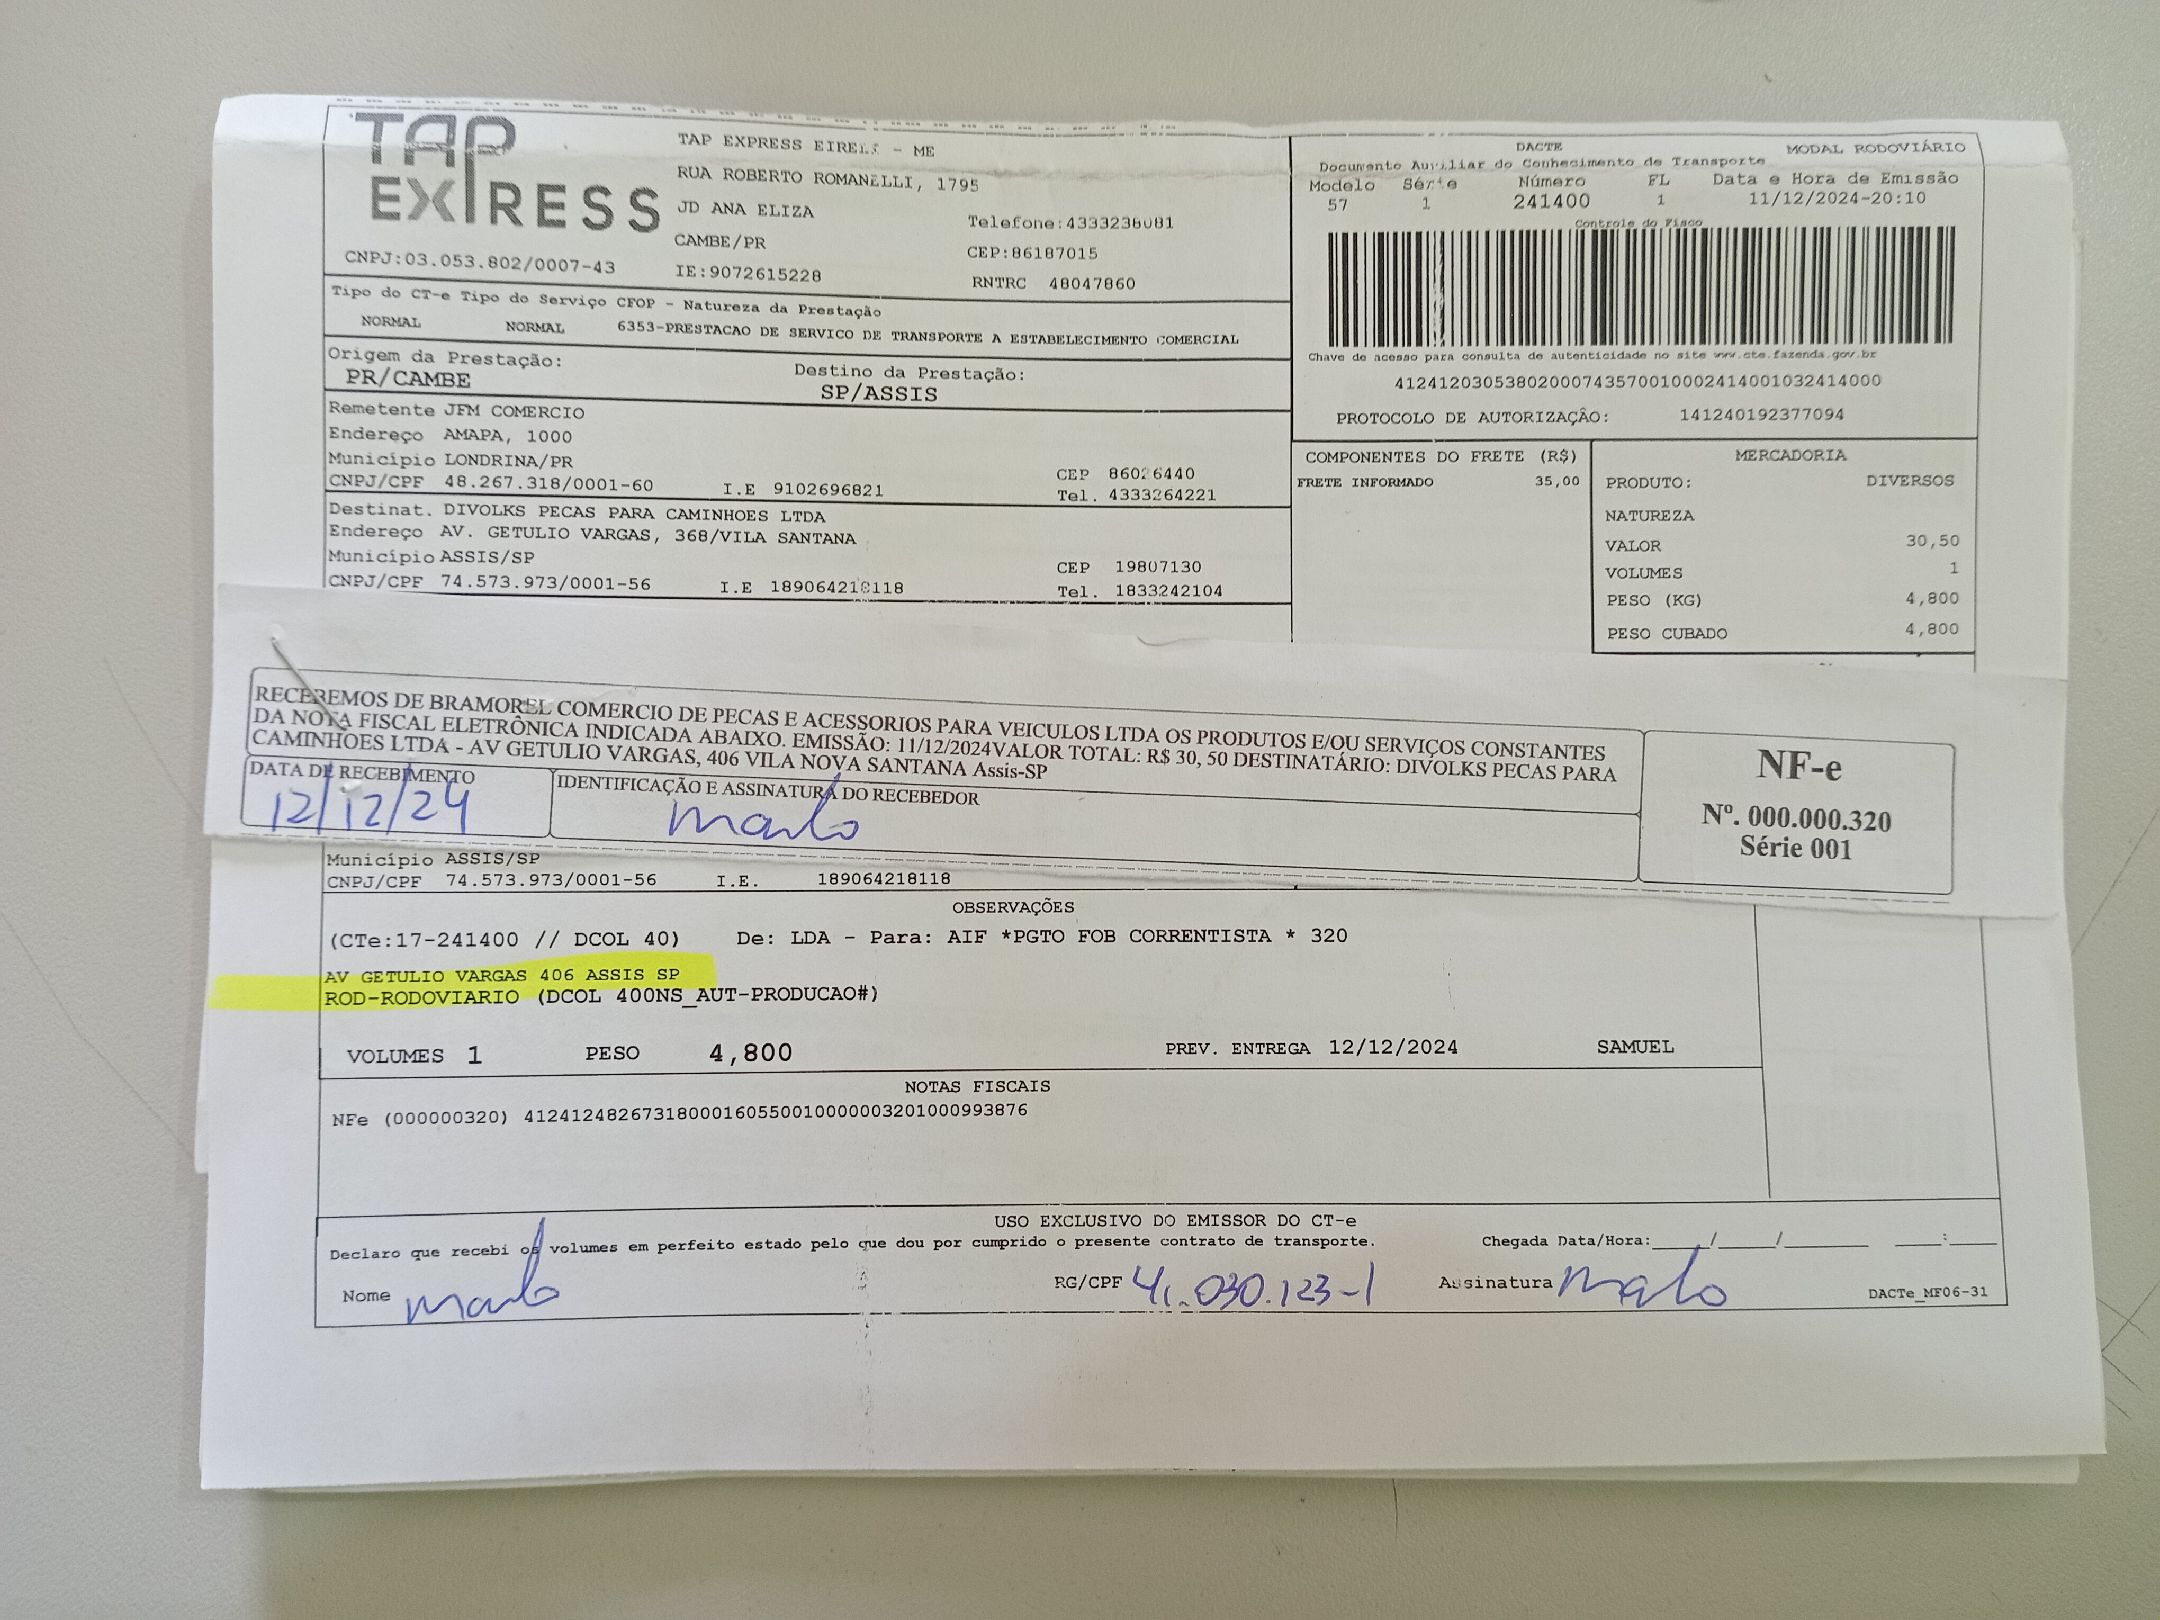 TAP EXPRESS
CNPJ:03.053.802/0007-43
TAP EXPRESS EIRELI - ME
RUA ROBERTO ROMANELLI, 1795
JD ANA ELIZA
CAMBE/PR
IE:9072615228
Telefone:4333238081
CEP:86187015
RNTRC 48047860
DACTE
MODAL RODOVIÁRIO
Documento Auxiliar do Conhecimento de Transporte
Modelo Série Número FL Data e Hora de Emissão
57 1 241400 1 11/12/2024-20:10
Controle do Fisco
Chave de acesso para consulta de autenticidade no site www.cte.fazenda.gov.br
41241203053802000743570010002414001032414000
PROTOCOLO DE AUTORIZAÇÃO: 141240192377094
Tipo do CT-e Tipo do Serviço CFOP - Natureza da Prestação
NORMAL NORMAL 6353-PRESTACAO DE SERVICO DE TRANSPORTE A ESTABELECIMENTO COMERCIAL
Origem da Prestação: Destino da Prestação:
PR/CAMBE SP/ASSIS
Remetente JFM COMERCIO
Endereço AMAPA, 1000
Município LONDRINA/PR CEP 86026440
CNPJ/CPF 48.267.318/0001-60 I.E 9102696821 Tel. 4333264221
Destinat. DIVOLKS PECAS PARA CAMINHOES LTDA
Endereço AV. GETULIO VARGAS, 368/VILA SANTANA
Município ASSIS/SP CEP 19807130
CNPJ/CPF 74.573.973/0001-56 I.E 189064218118 Tel. 1833242104
COMPONENTES DO FRETE (R$)
FRETE INFORMADO 35,00
MERCADORIA
PRODUTO: DIVERSOS
NATUREZA
VALOR 30,50
VOLUMES 1
PESO (KG) 4,800
PESO CUBADO 4,800
RECEBEMOS DE BRAMOREL COMERCIO DE PECAS E ACESSORIOS PARA VEICULOS LTDA OS PRODUTOS E/OU SERVIÇOS CONSTANTES
DA NOTA FISCAL ELETRÔNICA INDICADA ABAIXO. EMISSÃO: 11/12/2024VALOR TOTAL: R$ 30, 50 DESTINATÁRIO: DIVOLKS PECAS PARA
CAMINHOES LTDA - AV GETULIO VARGAS, 406 VILA NOVA SANTANA Assis-SP
DATA DE RECEBIMENTO
12/12/24
IDENTIFICAÇÃO E ASSINATURA DO RECEBEDOR
NF-e
Nº. 000.000.320
Série 001
Município ASSIS/SP
CNPJ/CPF 74.573.973/0001-56 I.E. 189064218118
OBSERVAÇÕES
(CTe:17-241400 // DCOL 40) De: LDA - Para: AIF *PGTO FOB CORRENTISTA * 320
AV GETULIO VARGAS 406 ASSIS SP
ROD-RODOVIARIO (DCOL 400NS_AUT-PRODUCAO#)
VOLUMES 1 PESO 4,800 PREV. ENTREGA 12/12/2024 SAMUEL
NOTAS FISCAIS
NFe (000000320) 41241248267318000160550010000003201000993876
USO EXCLUSIVO DO EMISSOR DO CT-e
Declaro que recebi os volumes em perfeito estado pelo que dou por cumprido o presente contrato de transporte. Chegada Data/Hora:____/____/______ ____:____
Nome RG/CPF 41.030.123-1 Assinatura
DACTe_MF06-31